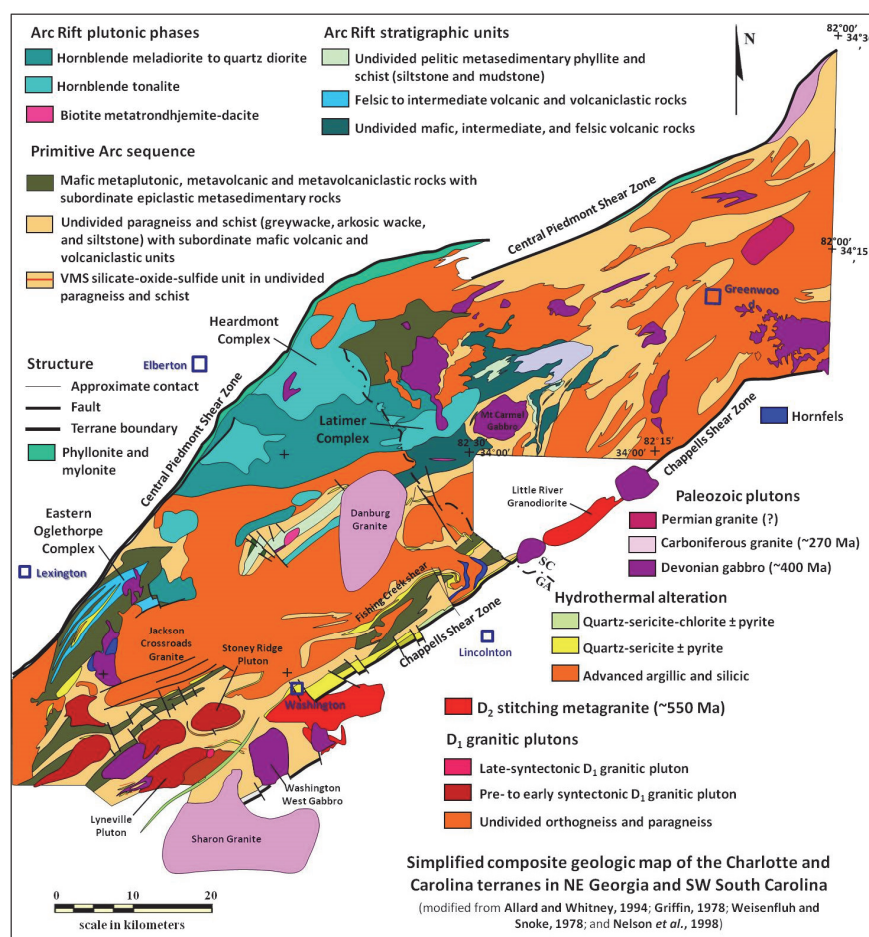 Arc Rift plutonic phases
Hornblende meladiorite to quartz diorite
Hornblende tonalite
Biotite metatrondhjemite-dacite
Arc Rift stratigraphic units
Undivided pelitic metasedimentary phyllite and
schist (siltstone and mudstone)
Felsic to intermediate volcanic and volcaniclastic rocks
Undivided mafic, intermediate, and felsic volcanic rocks
N
82°00'
34°30
Primitive Arc sequence
Mafic metaplutonic, metavolcanic and metavolcaniclastic rocks with
subordinate epiclastic metasedimentary
rocks
Undivided paragneiss and schist (greywacke, arkosic wacke,
and siltstone) with subordinate mafic volcanic and
volcaniclastic units
VMS silicate-oxide-sulfide unit in undivided
paragneiss and schist
Central Piedmont Shear Zone
82°00'
34°15'
Greenwoo
Heardmont
Complex
Structure
Elberton
Approximate contact
Fault
Terrane boundary
Phyllonite and
mylonite
Central Piedmont Shear Zone
Latimer
Complex
Mt Carmel
Gabbro
82°30'
34°00'
82°15'
34°00'
Chappells Shear Zone
Hornfels
Eastern
Oglethorpe
Complex
Lexington
Danburg
Granite
Little River
Granodiorite
SC
GA
Paleozoic plutons
Permian granite (?)
Carboniferous granite (~270 Ma)
Devonian gabbro (~400 Ma)
Fishing Creek shear
Chappells Shear Zone
Lincolnton
Jackson
Crossroads
Granite
Stoney Ridge
Pluton
Washington
Hydrothermal alteration
Quartz-sericite-chlorite ± pyrite
Quartz-sericite ± pyrite
Advanced argillic and silicic
D2 stitching metagranite (~550 Ma)
D1 granitic plutons
Late-syntectonic D1 granitic pluton
Pre- to early syntectonic D1 granitic pluton
Undivided orthogneiss and paragneiss
Lyneville
Pluton
Washington
West Gabbro
Sharon Granite
Simplified composite geologic map of the Charlotte and
Carolina terranes in NE Georgia and SW South Carolina
(modified from Allard and Whitney, 1994; Griffin, 1978; Weisenfluh and
Snoke, 1978; and Nelson et al., 1998)
0 10 20
scale in kilometers